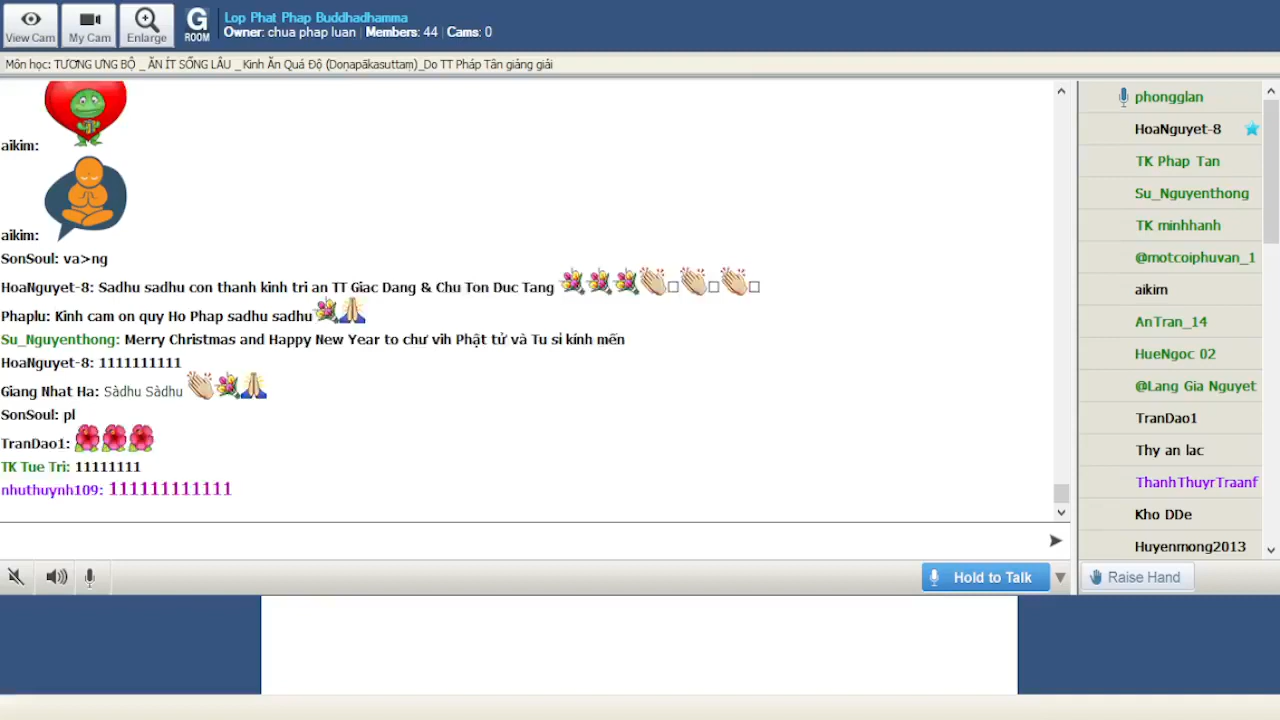 View Cam
My Cam
Enlarge
G
ROOM
Lop Phat Phap Buddhadhamma
Owner: chua phap luan | Members: 44 | Cams: 0
Môn học: TƯƠNG ƯNG BỘ _ ĂN ÍT SỐNG LÂU _ Kinh Ăn Quá Độ (Doṇapākasuttaṃ)_Do TT Pháp Tân giảng giải
aikim:
aikim:
SonSoul: va>ng
HoaNguyet-8: Sadhu sadhu con thanh kinh tri an TT Giac Dang & Chu Ton Duc Tang
Phaplu: Kinh cam on quy Ho Phap sadhu sadhu
Su_Nguyenthong: Merry Christmas and Happy New Year to chư vih Phật tử và Tu sỉ kính mến
HoaNguyet-8: 1111111111
Giang Nhat Ha: Sàdhu Sàdhu
SonSoul: pl
TranDao1:
TK Tue Tri: 11111111
nhuthuynh109: 111111111111
Hold to Talk
phongglan
HoaNguyet-8
TK Phap Tan
Su_Nguyenthong
TK minhhanh
@motcoiphuvan_1
aikim
AnTran_14
HueNgoc 02
@Lang Gia Nguyet
TranDao1
Thy an lac
ThanhThuyrTraanf
Kho DDe
Huyenmong2013
Raise Hand